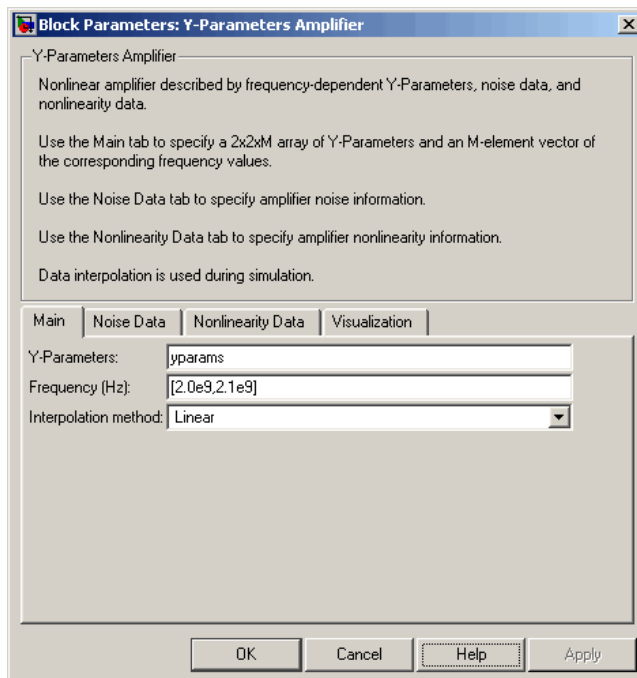 Block Parameters: Y-Parameters Amplifier
Y-Parameters Amplifier
Nonlinear amplifier described by frequency-dependent Y-Parameters, noise data, and
nonlinearity data.
Use the Main tab to specify a 2x2xM array of Y-Parameters and an M-element vector of
the corresponding frequency values.
Use the Noise Data tab to specify amplifier noise information.
Use the Nonlinearity Data tab to specify amplifier nonlinearity information.
Data interpolation is used during simulation.
Main Noise Data Nonlinearity Data Visualization
Y-Parameters: yparams
Frequency (Hz): [2.0e9,2.1e9]
Interpolation method: Linear
OK Cancel Help Apply